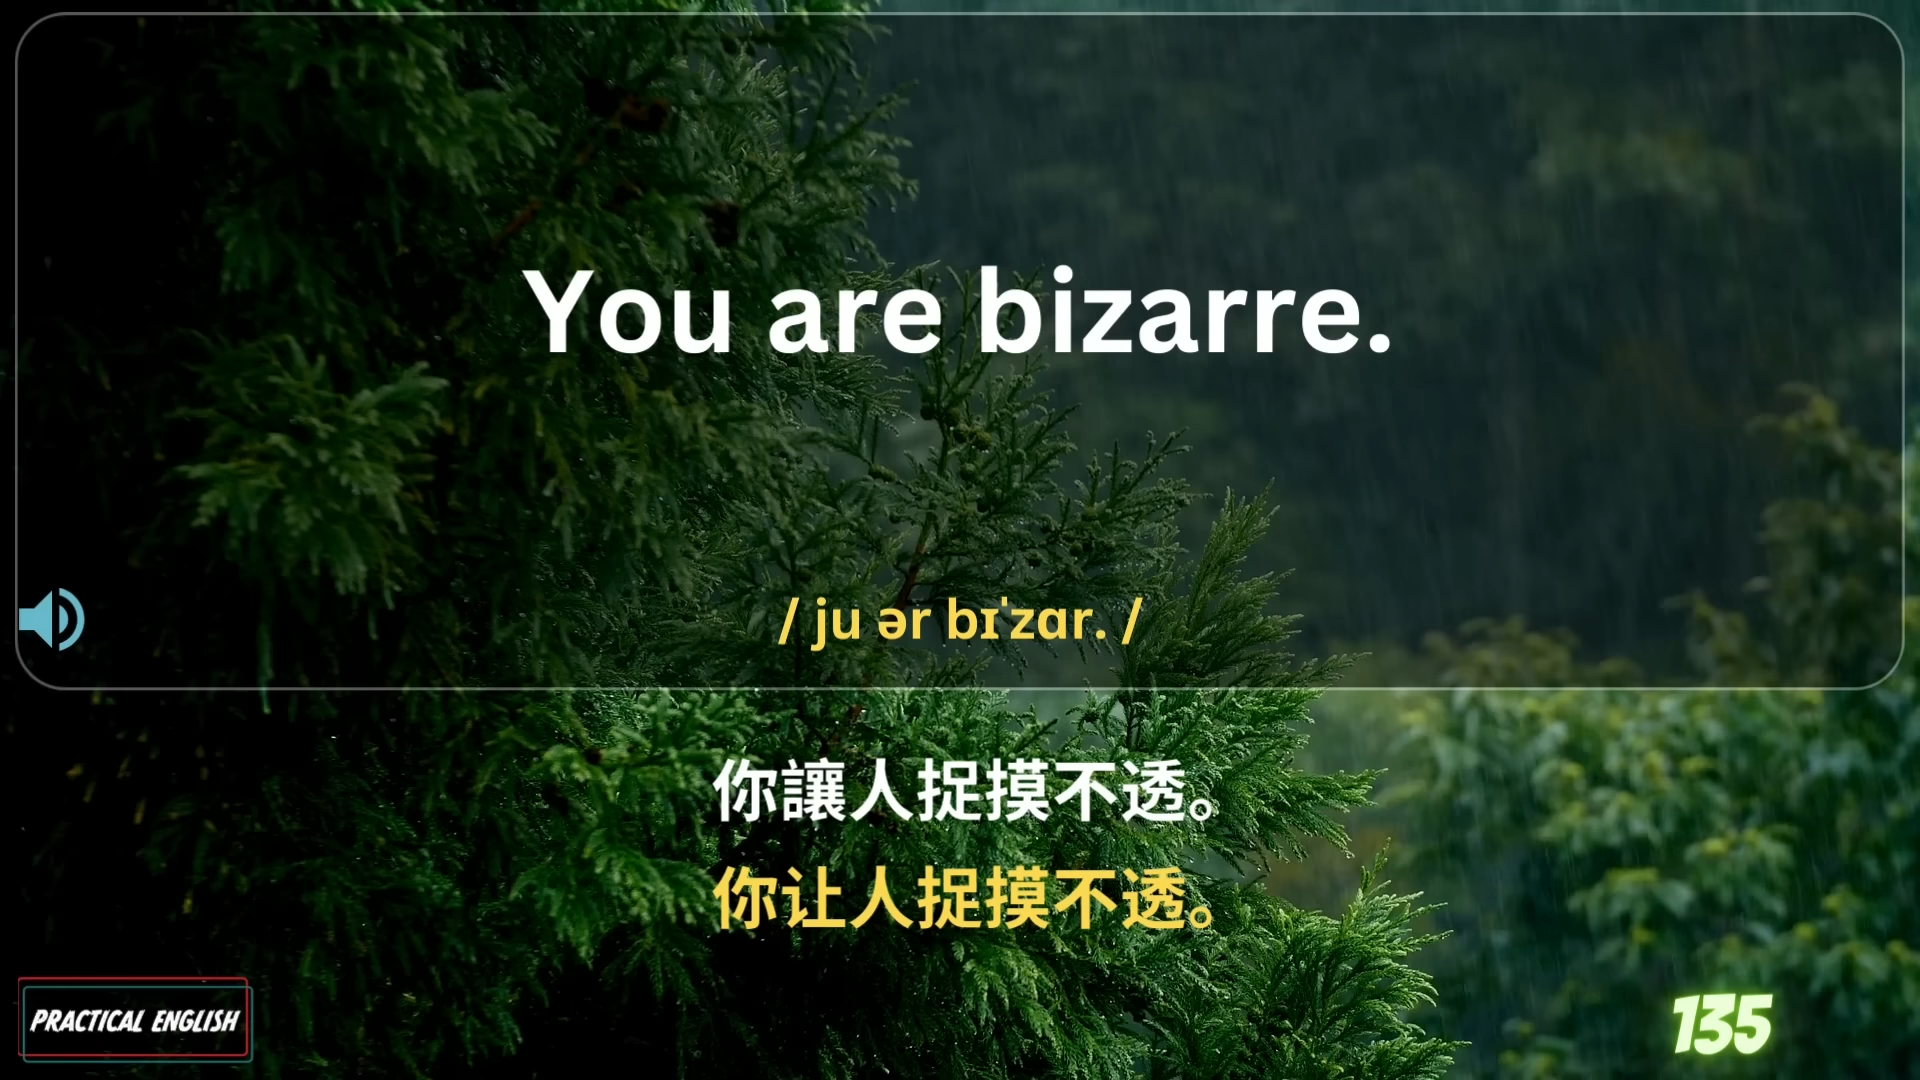 You are bizarre.
/ ju ər bɪˈzɑr. /
你讓人捉摸不透。
你让人捉摸不透。
PRACTICAL ENGLISH
135